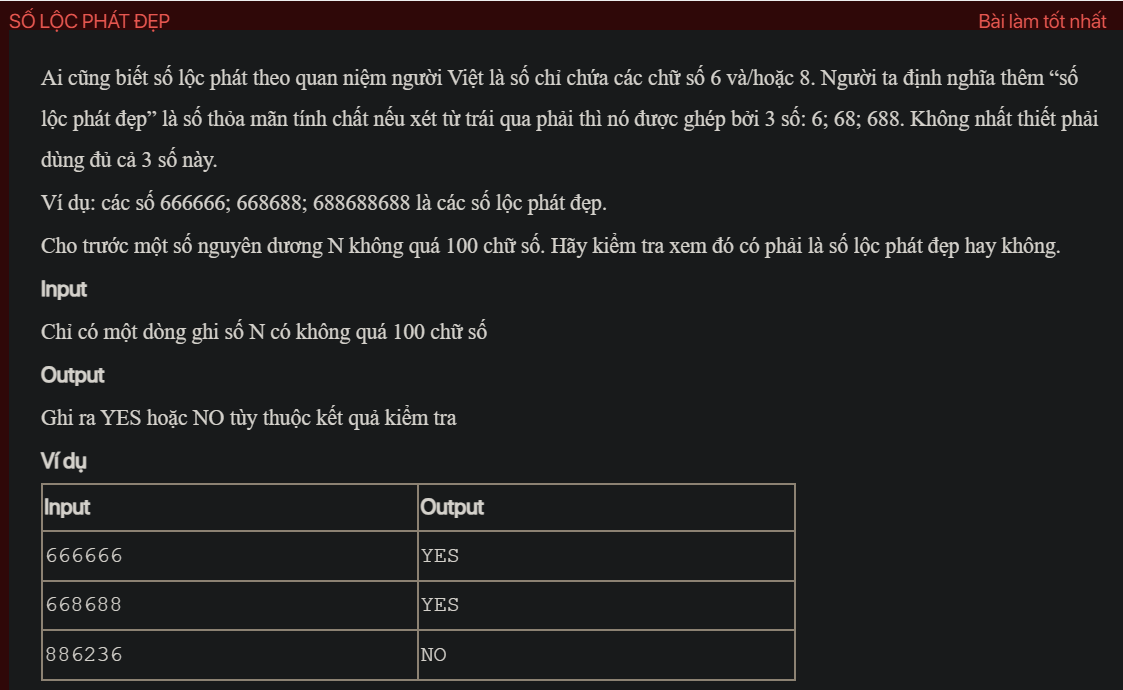 SỐ LỘC PHÁT ĐẸP
Bài làm tốt nhất
Ai cũng biết số lộc phát theo quan niệm người Việt là số chỉ chứa các chữ số 6 và/hoặc 8. Người ta định nghĩa thêm “số
lộc phát đẹp” là số thỏa mãn tính chất nếu xét từ trái qua phải thì nó được ghép bởi 3 số: 6; 68; 688. Không nhất thiết phải
dùng đủ cả 3 số này.
Ví dụ: các số 666666; 668688; 688688688 là các số lộc phát đẹp.
Cho trước một số nguyên dương N không quá 100 chữ số. Hãy kiểm tra xem đó có phải là số lộc phát đẹp hay không.
Input
Chỉ có một dòng ghi số N có không quá 100 chữ số
Output
Ghi ra YES hoặc NO tùy thuộc kết quả kiểm tra
Ví dụ
Input Output
666666 YES
668688 YES
886236 NO